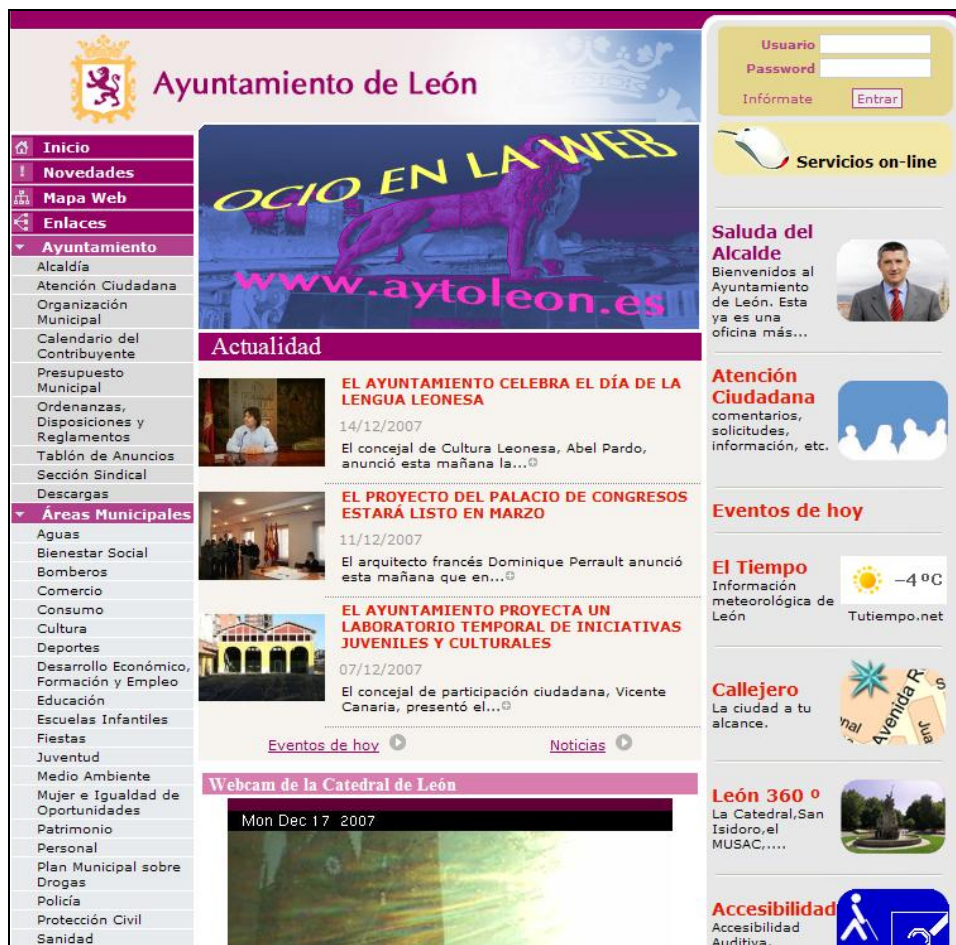 Ayuntamiento de León
Usuario
Password
Infórmate
Entrar
Servicios on-line
Inicio
Novedades
Mapa Web
Enlaces
Ayuntamiento
Alcaldía
Atención Ciudadana
Organización
Municipal
Calendario del
Contribuyente
Presupuesto
Municipal
Ordenanzas,
Disposiciones y
Reglamentos
Tablón de Anuncios
Sección Sindical
Descargas
Áreas Municipales
Aguas
Bienestar Social
Bomberos
Comercio
Consumo
Cultura
Deportes
Desarrollo Económico,
Formación y Empleo
Educación
Escuelas Infantiles
Fiestas
Juventud
Medio Ambiente
Mujer e Igualdad de
Oportunidades
Patrimonio
Personal
Plan Municipal sobre
Drogas
Policía
Protección Civil
Sanidad
OCIO EN LA WEB
www.aytoleon.es
Actualidad
EL AYUNTAMIENTO CELEBRA EL DÍA DE LA
LENGUA LEONESA
14/12/2007
El concejal de Cultura Leonesa, Abel Pardo,
anunció esta mañana la...
EL PROYECTO DEL PALACIO DE CONGRESOS
ESTARÁ LISTO EN MARZO
11/12/2007
El arquitecto francés Dominique Perrault anunció
esta mañana que en...
EL AYUNTAMIENTO PROYECTA UN
LABORATORIO TEMPORAL DE INICIATIVAS
JUVENILES Y CULTURALES
07/12/2007
El concejal de participación ciudadana, Vicente
Canaria, presentó el...
Eventos de hoy
Noticias
Webcam de la Catedral de León
Mon Dec 17 2007
Saluda del
Alcalde
Bienvenidos al
Ayuntamiento
de León. Esta
ya es una
oficina más...
Atención
Ciudadana
comentarios,
solicitudes,
información, etc.
Eventos de hoy
El Tiempo
Información
meteorológica de
León
-4 ºC
Tutiempo.net
Callejero
La ciudad a tu
alcance.
Avenida R
nal
Jua
S
León 360 º
La Catedral,San
Isidoro,el
MUSAC,....
Accesibilidad
Accesibilidad
Auditiva,